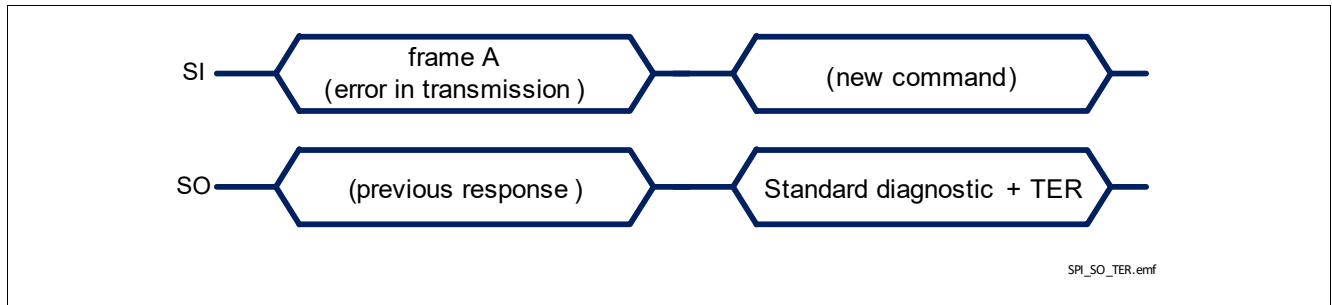 SI
frame A
(error in transmission )
(new command)
SO
(previous response )
Standard diagnostic + TER
SPI_SO_TER.emf